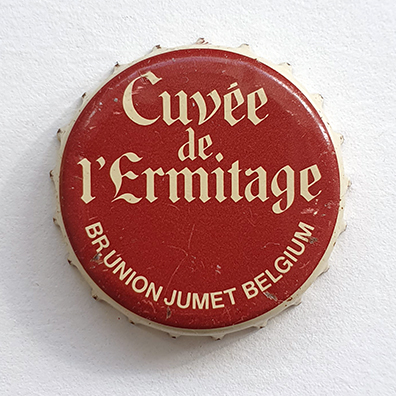 Cuvée
de
l'Ermitage
BR.UNION JUMET BELGIUM